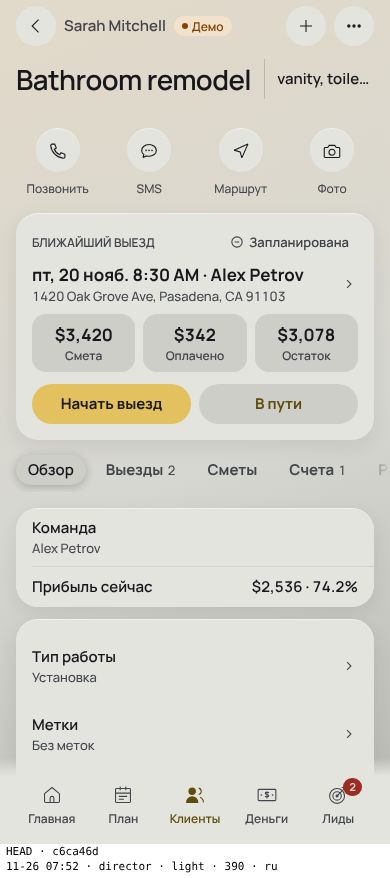 Sarah Mitchell
Демо
Bathroom remodel
vanity, toile…
Позвонить
SMS
Маршрут
Фото
БЛИЖАЙШИЙ ВЫЕЗД
Запланирована
пт, 20 нояб. 8:30 AM · Alex Petrov
1420 Oak Grove Ave, Pasadena, CA 91103
$3,420
$342
$3,078
Смета
Оплачено
Остаток
Начать выезд
В пути
Обзор
Выезды 2
Сметы
Счета 1
Р
Команда
Alex Petrov
Прибыль сейчас
$2,536 · 74.2%
Тип работы
Установка
Метки
Без меток
2
Главная
План
Клиенты
Деньги
Лиды
HEAD · c6ca46d
11-26 07:52 · director · light · 390 · ru